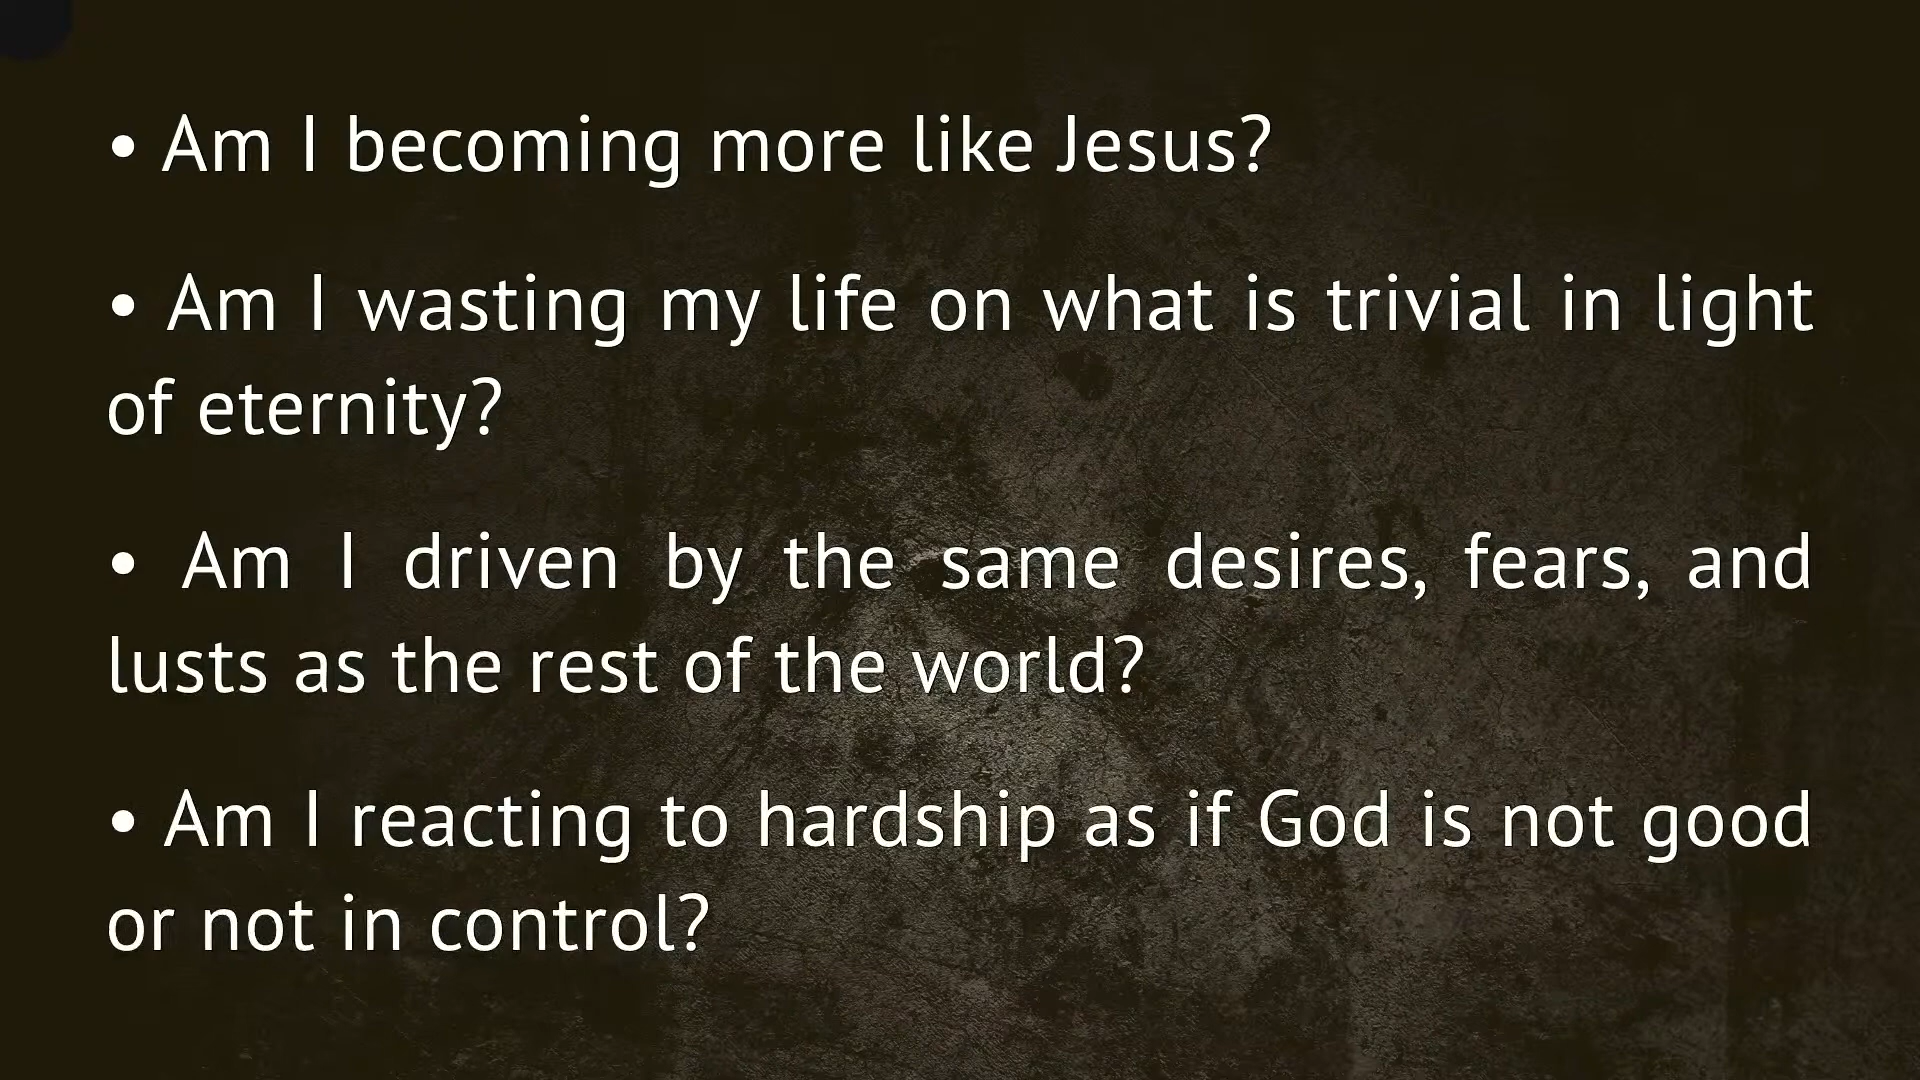 • Am I becoming more like Jesus?
• Am I wasting my life on what is trivial in light
of eternity?
• Am I driven by the same desires, fears, and
lusts as the rest of the world?
• Am I reacting to hardship as if God is not good
or not in control?